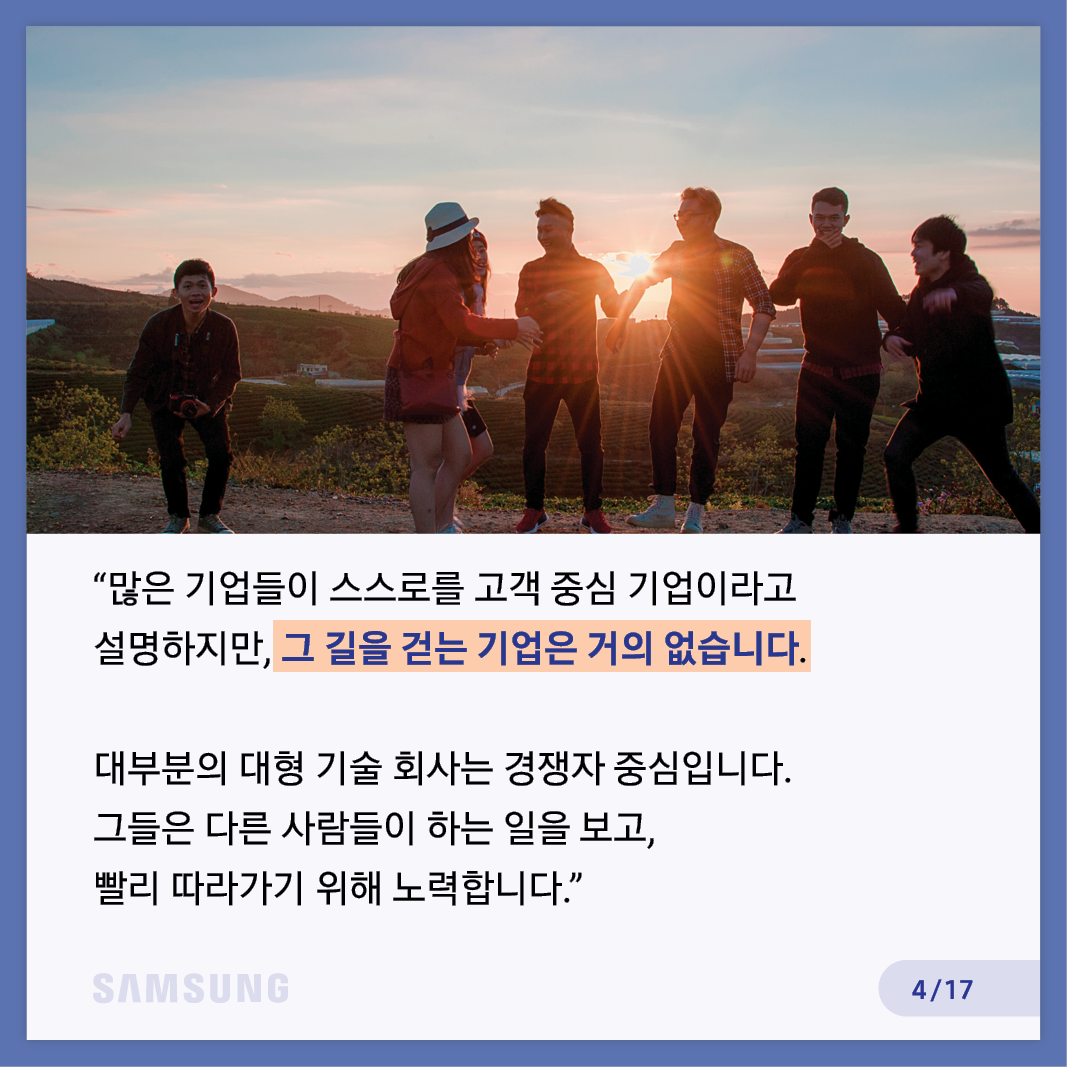 “많은 기업들이 스스로를 고객 중심 기업이라고
설명하지만, 그 길을 걷는 기업은 거의 없습니다.
대부분의 대형 기술 회사는 경쟁자 중심입니다.
그들은 다른 사람들이 하는 일을 보고,
빨리 따라가기 위해 노력합니다.”
SAMSUNG
4/17